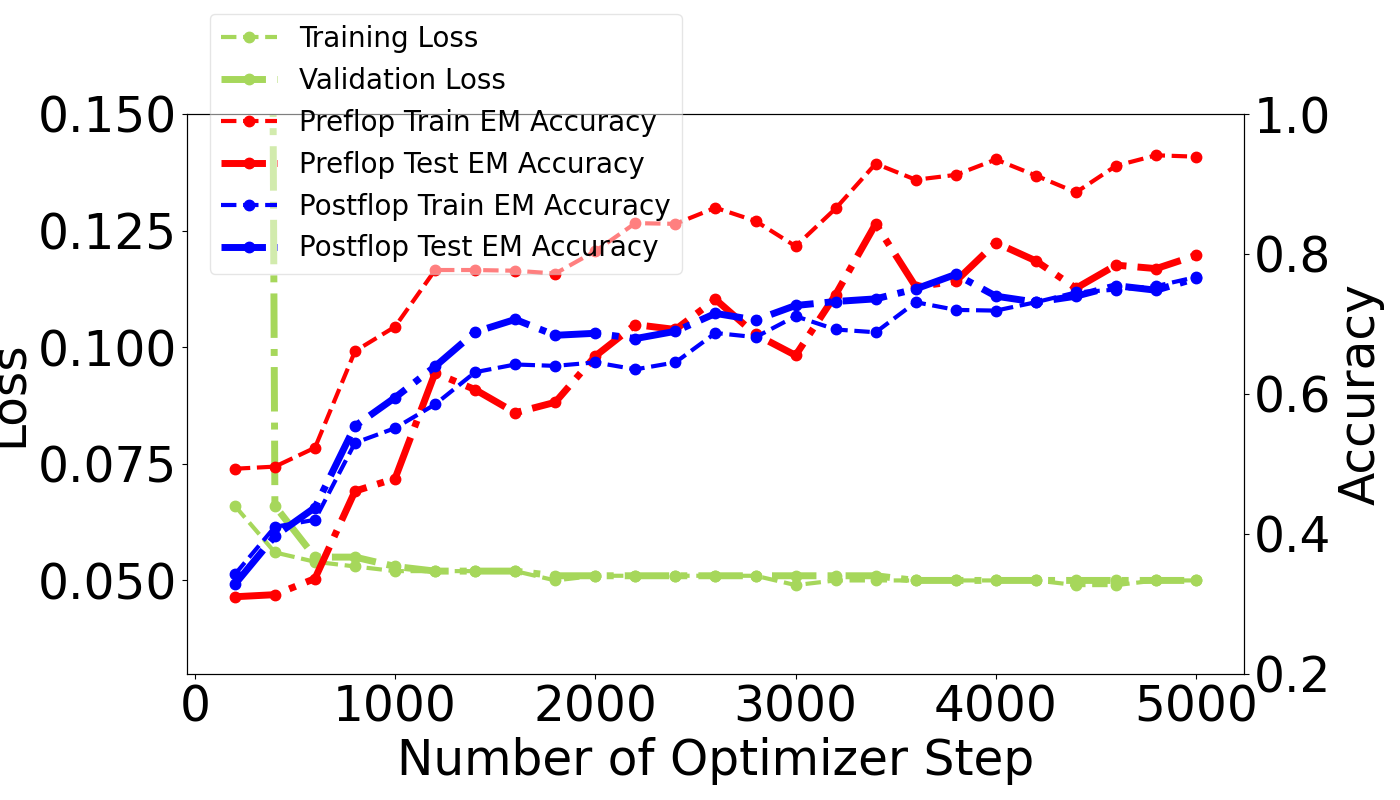 Training Loss
Validation Loss
Preflop Train EM Accuracy
Preflop Test EM Accuracy
Postflop Train EM Accuracy
Postflop Test EM Accuracy
0.150
0.125
0.100
0.075
0.050
Loss
1.0
0.8
0.6
0.4
0.2
Accuracy
0
1000
2000
3000
4000
5000
Number of Optimizer Step